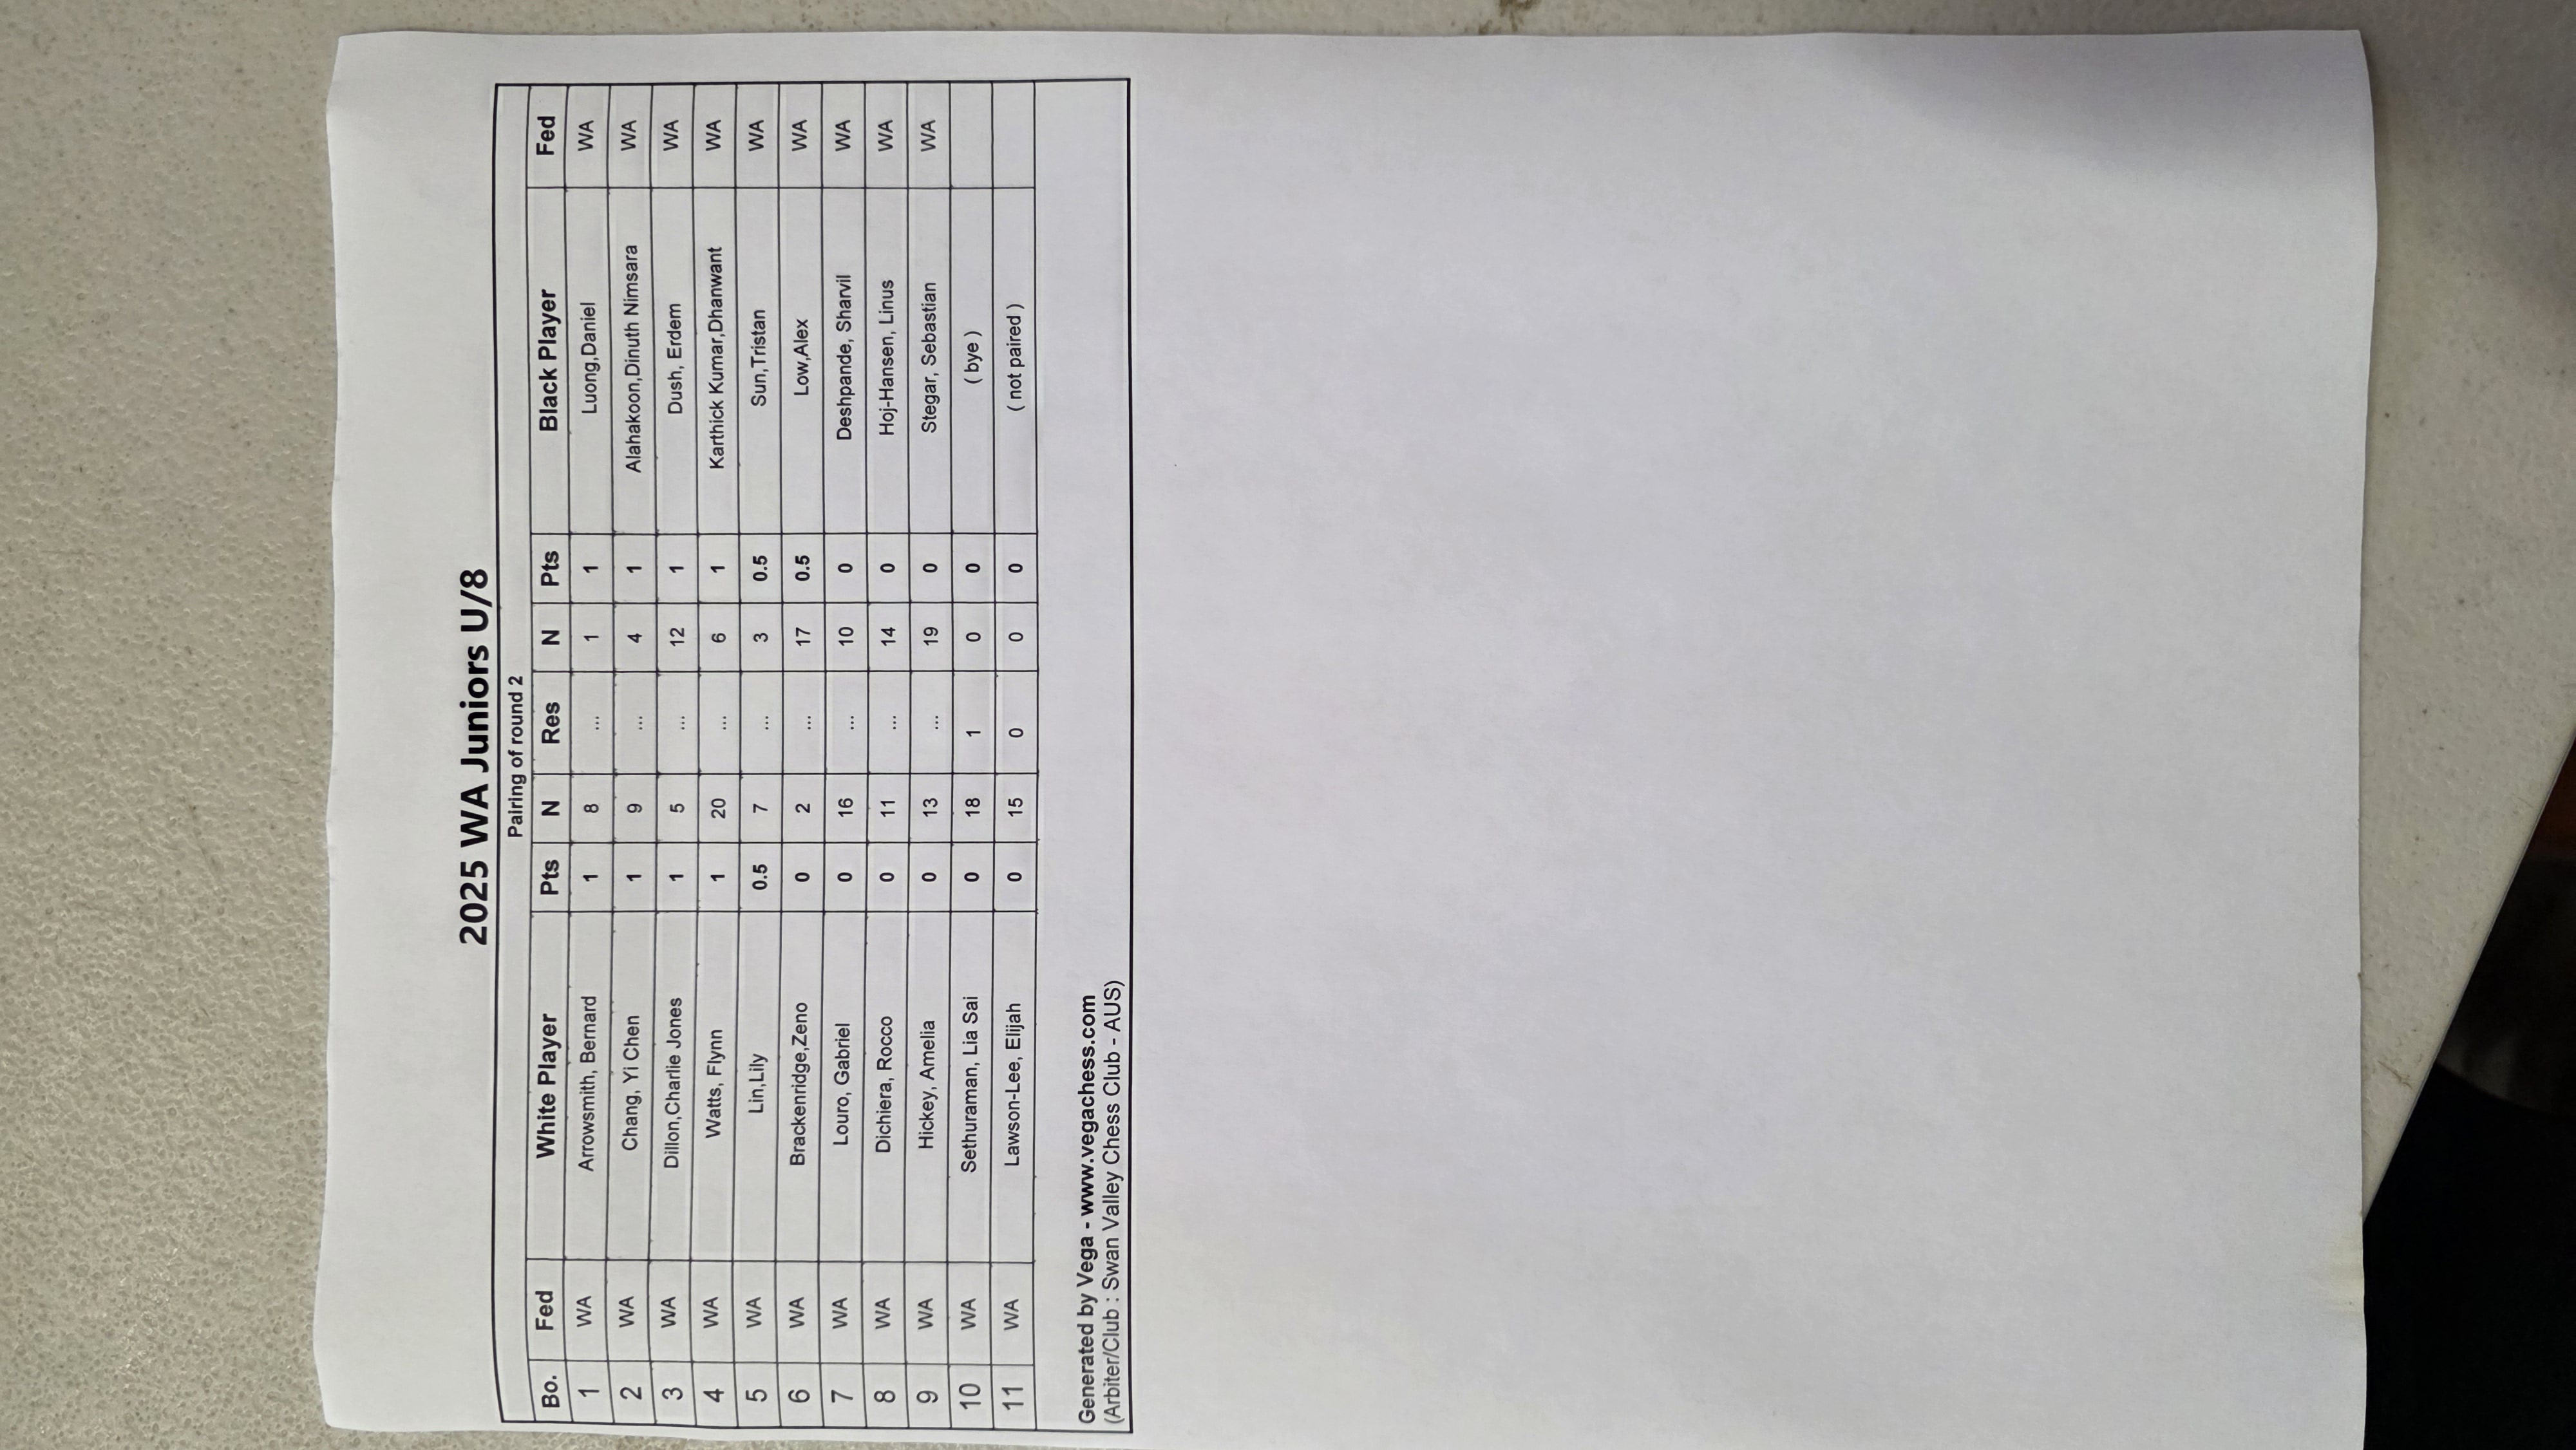 2025 WA Juniors U/8
Pairing of round 2
Bo. Fed White Player Pts N Res N Pts Black Player Fed
1 WA Arrowsmith, Bernard 1 8 ... 1 1 Luong,Daniel WA
2 WA Chang, Yi Chen 1 9 ... 4 1 Alahakoon,Dinuth Nimsara WA
3 WA Dillon,Charlie Jones 1 5 ... 12 1 Dush, Erdem WA
4 WA Watts, Flynn 1 20 ... 6 1 Karthick Kumar,Dhanwant WA
5 WA Lin,Lily 0.5 7 ... 3 0.5 Sun,Tristan WA
6 WA Brackenridge,Zeno 0 2 ... 17 0.5 Low,Alex WA
7 WA Louro, Gabriel 0 16 ... 10 0 Deshpande, Sharvil WA
8 WA Dichiera, Rocco 0 11 ... 14 0 Hoj-Hansen, Linus WA
9 WA Hickey, Amelia 0 13 ... 19 0 Stegar, Sebastian WA
10 WA Sethuraman, Lia Sai 0 18 1 0 0 ( bye )
11 WA Lawson-Lee, Elijah 0 15 0 0 0 ( not paired )
Generated by Vega - www.vegachess.com
(Arbiter/Club : Swan Valley Chess Club - AUS)